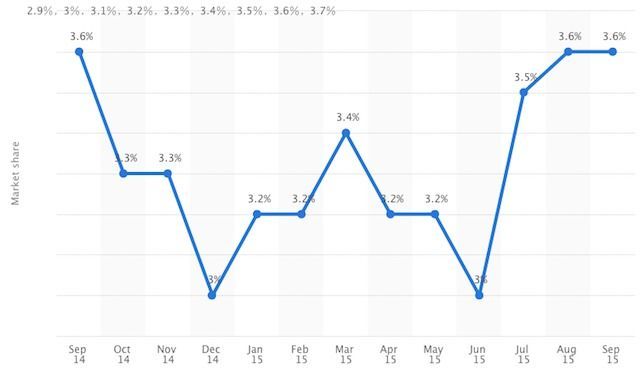 2.9%, 3%, 3.1%, 3.2%, 3.3%, 3.4%, 3.5%, 3.6%, 3.7%
3.6% 3.3% 3.3% 3% 3.2% 3.2% 3.4% 3.2% 3.2% 3% 3.5% 3.6% 3.6%
Market share
Sep Oct Nov Dec Jan Feb Mar Apr May Jun Jul Aug Sep
14 14 14 14 15 15 15 15 15 15 15 15 15